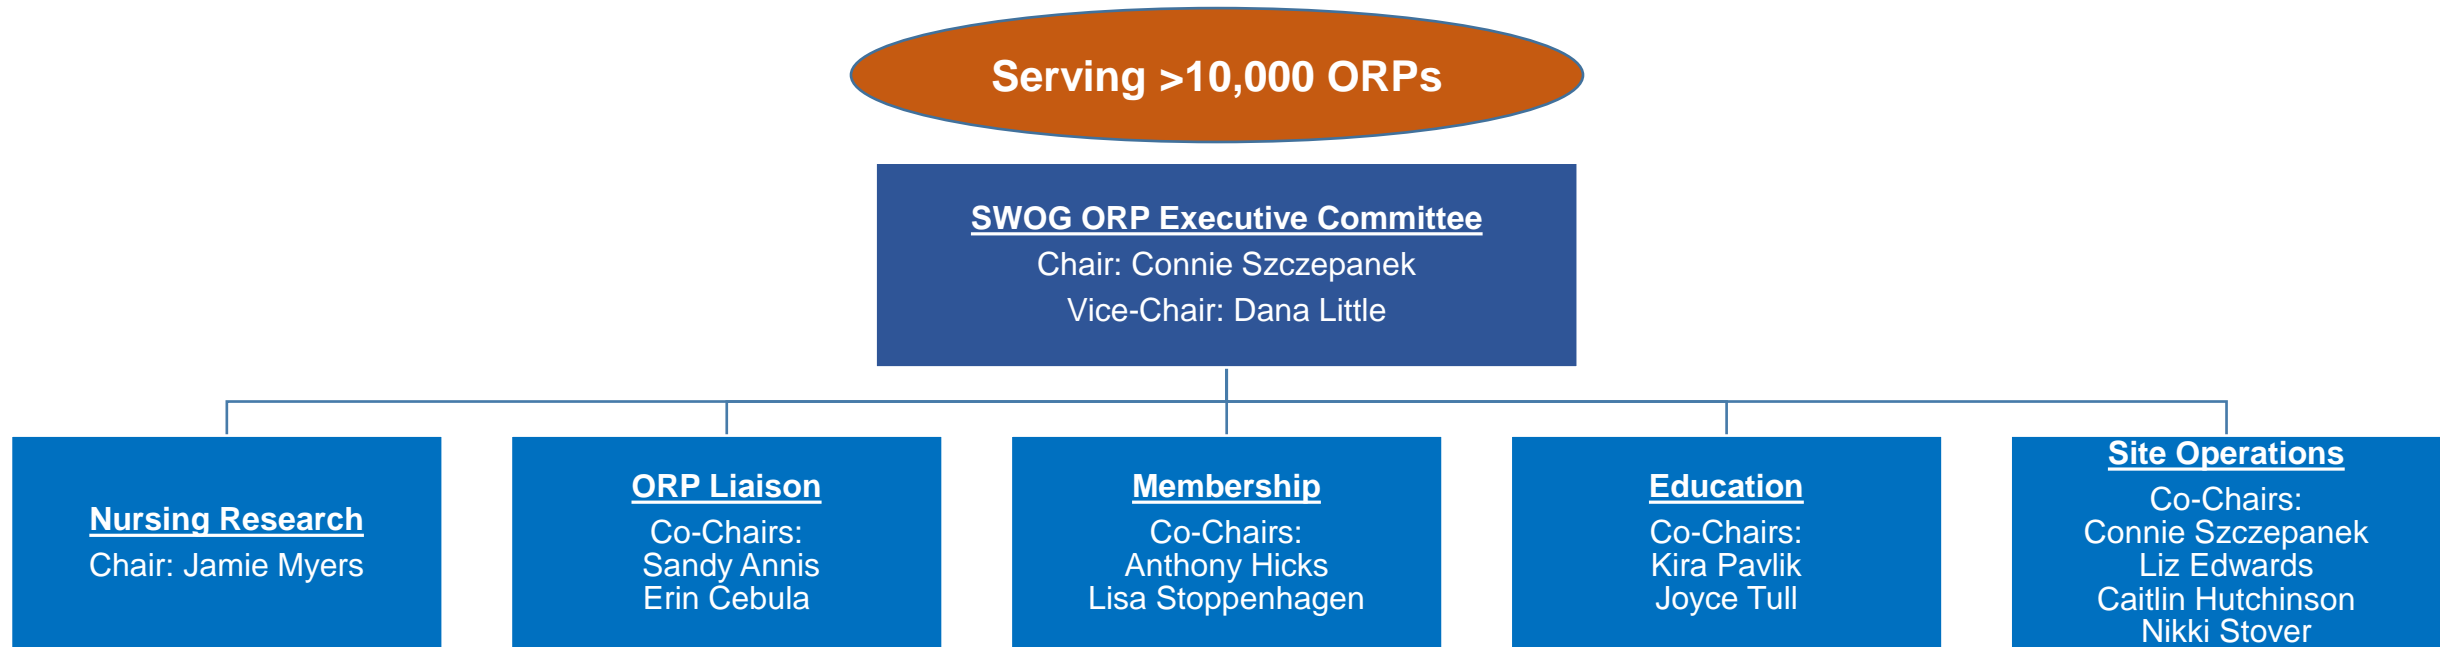 Serving >10,000 ORPs
SWOG ORP Executive Committee
Chair: Connie Szczepanek
Vice-Chair: Dana Little
Nursing Research
Chair: Jamie Myers
ORP Liaison
Co-Chairs:
Sandy Annis
Erin Cebula
Membership
Co-Chairs:
Anthony Hicks
Lisa Stoppenhagen
Education
Co-Chairs:
Kira Pavlik
Joyce Tull
Site Operations
Co-Chairs:
Connie Szczepanek
Liz Edwards
Caitlin Hutchinson
Nikki Stover